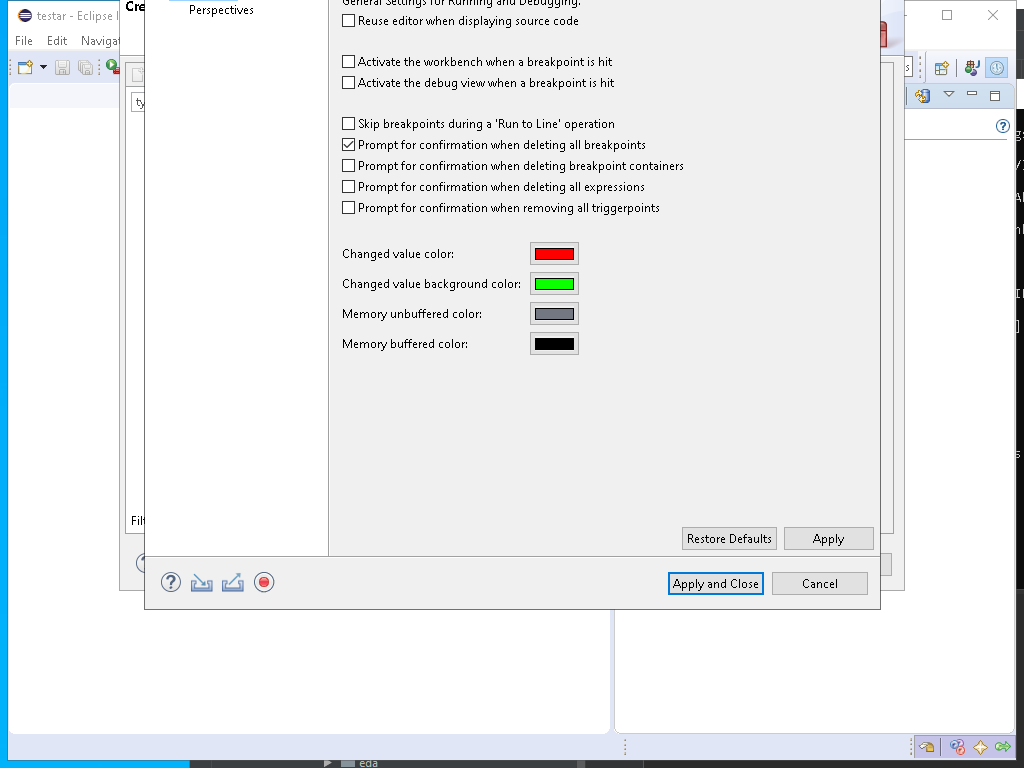 testar - Eclipse
Cre
Perspectives
General Settings for Running and Debugging.
Reuse editor when displaying source code
File Edit Navigat
Activate the workbench when a breakpoint is hit
Activate the debug view when a breakpoint is hit
ty
Skip breakpoints during a 'Run to Line' operation
Prompt for confirmation when deleting all breakpoints
Prompt for confirmation when deleting breakpoint containers
Prompt for confirmation when deleting all expressions
Prompt for confirmation when removing all triggerpoints
Changed value color:
Changed value background color:
Memory unbuffered color:
Memory buffered color:
Filt
Restore Defaults Apply
Apply and Close Cancel
eda